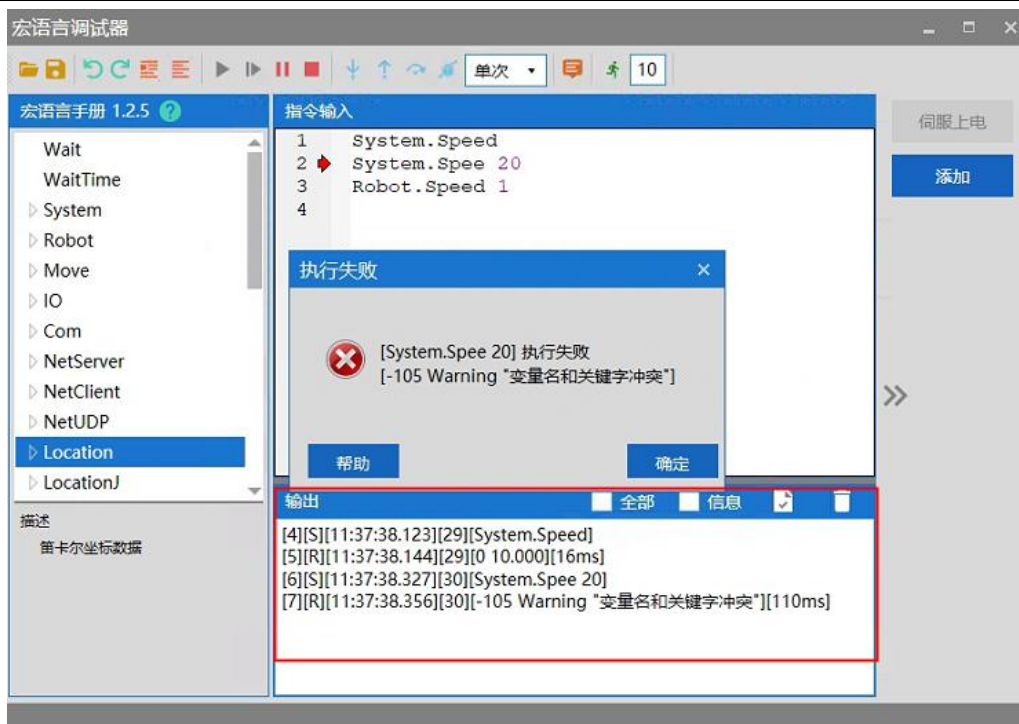 宏语言调试器
单次
10
宏语言手册 1.2.5
Wait
WaitTime
System
Robot
Move
IO
Com
NetServer
NetClient
NetUDP
Location
LocationJ
描述
笛卡尔坐标数据
指令输入
1 System.Speed
2 System.Spee 20
3 Robot.Speed 1
4
执行失败
[System.Spee 20] 执行失败
[-105 Warning "变量名和关键字冲突"]
帮助 确定
输出 全部 信息
[4][S][11:37:38.123][29][System.Speed]
[5][R][11:37:38.144][29][0 10.000][16ms]
[6][S][11:37:38.327][30][System.Spee 20]
[7][R][11:37:38.356][30][-105 Warning "变量名和关键字冲突"][110ms]
伺服上电
添加